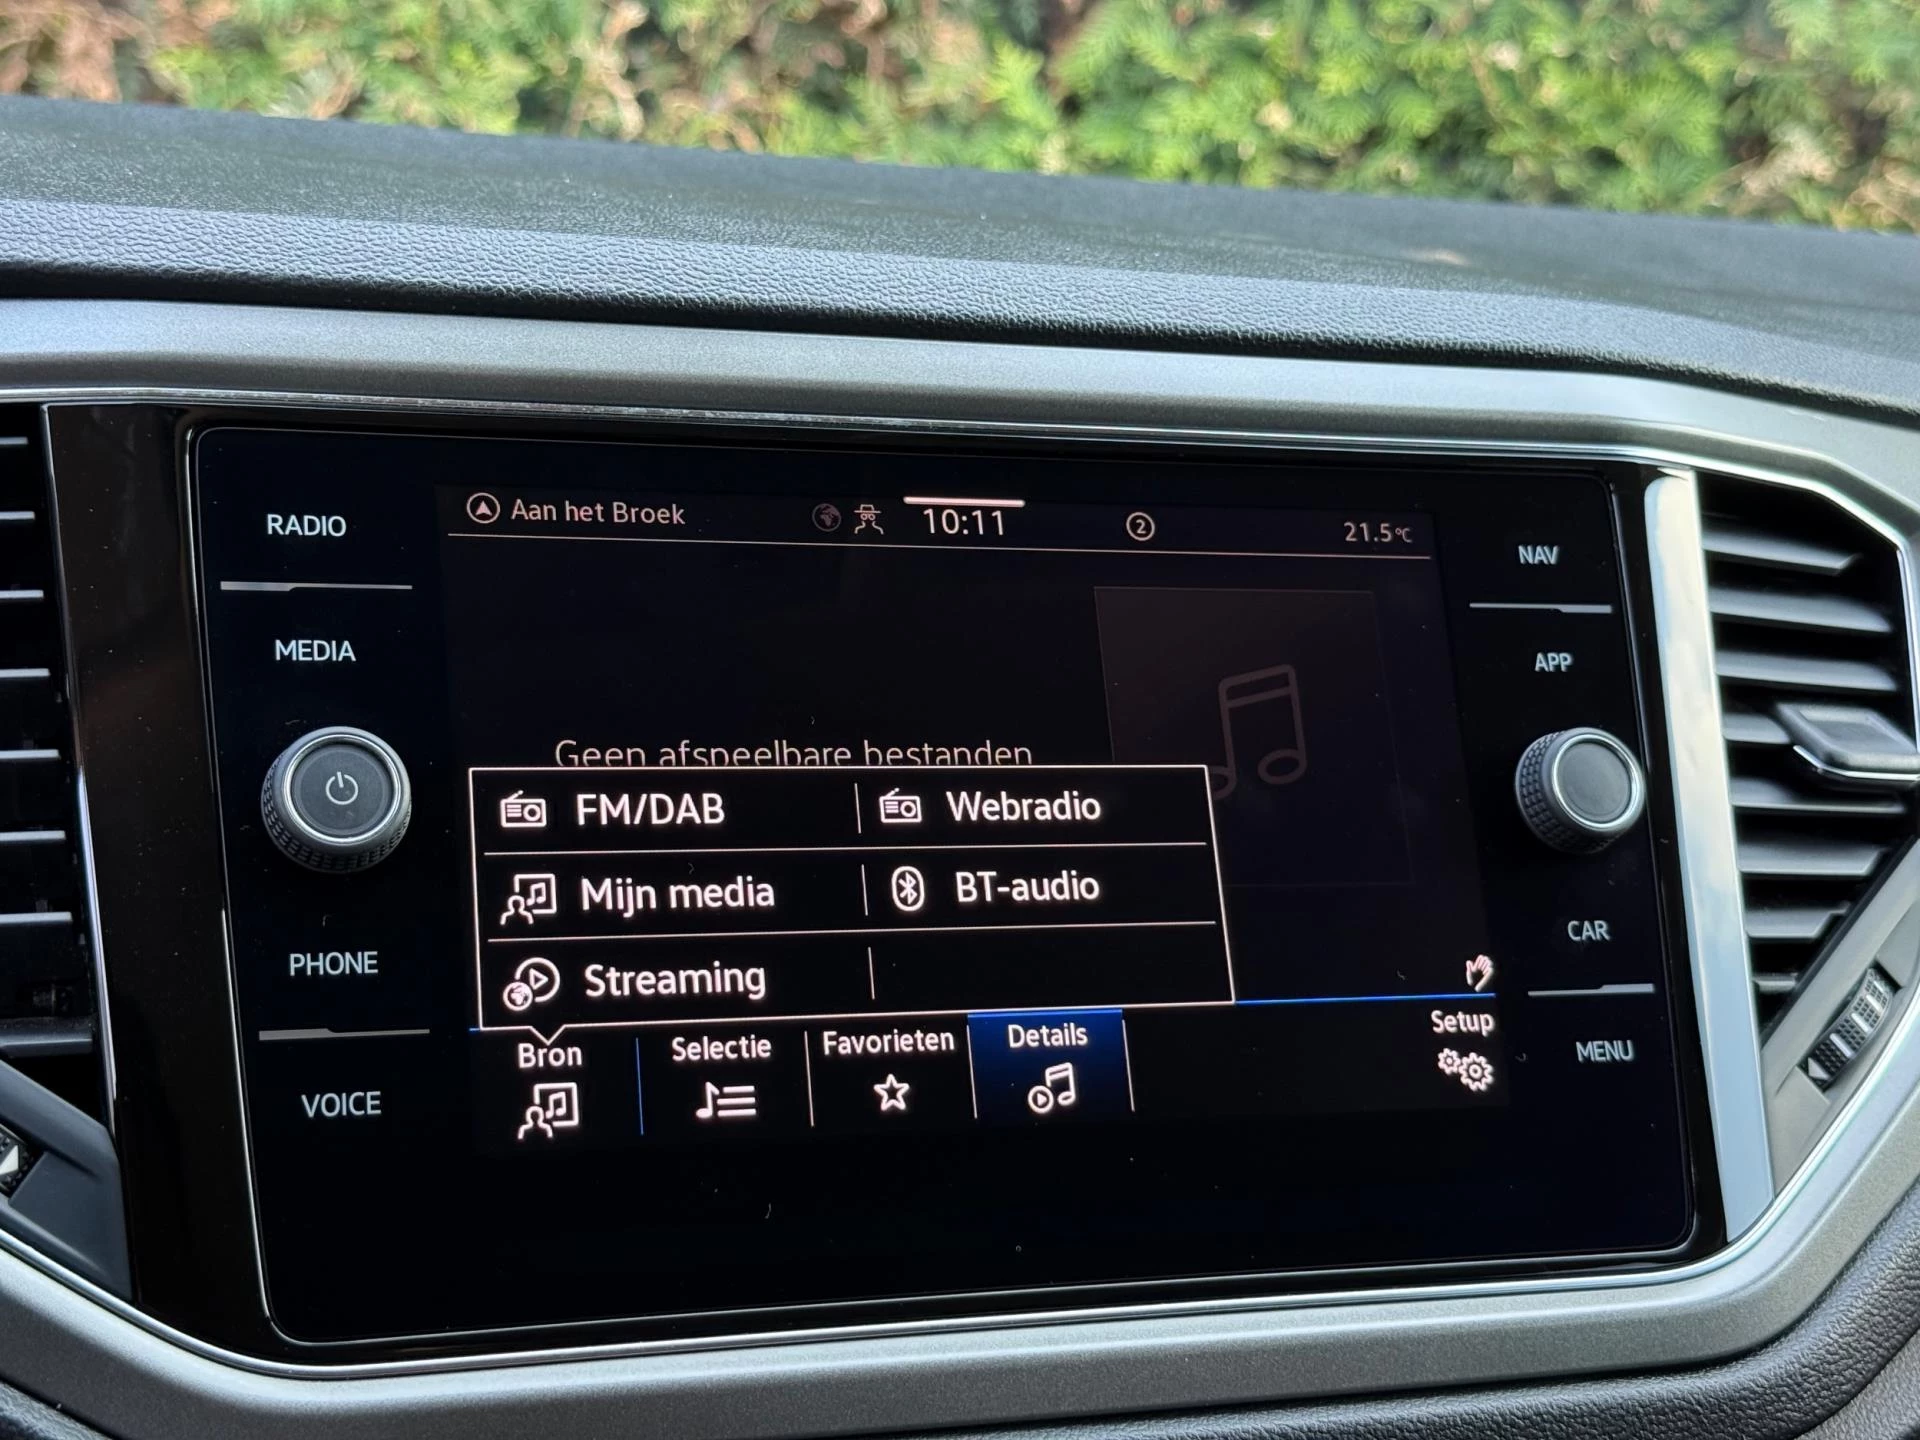 RADIO
MEDIA
PHONE
VOICE
Aan het Broek
10:11
2
21.5°C
Geen afspeelbare bestanden
FM/DAB
Webradio
Mijn media
BT-audio
Streaming
Bron
Selectie
Favorieten
Details
Setup
NAV
APP
CAR
MENU